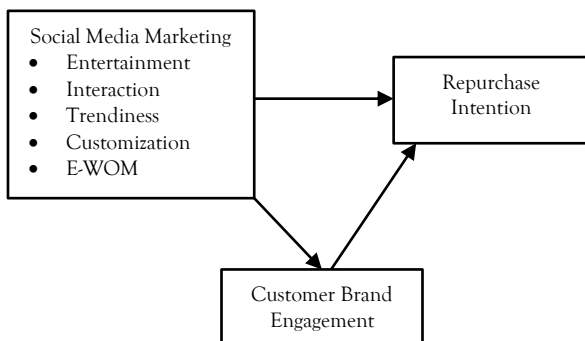 Social Media Marketing
• Entertainment
• Interaction
• Trendiness
• Customization
• E-WOM
Repurchase
Intention
Customer Brand
Engagement